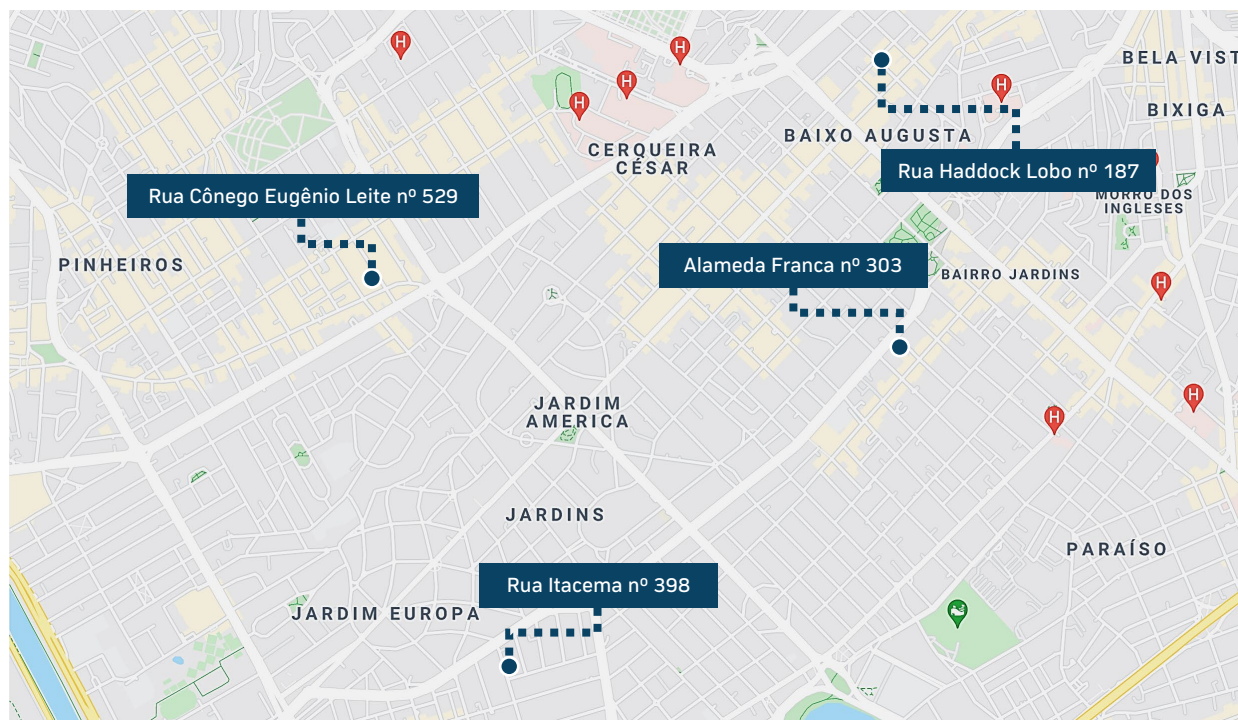 BELA VIST
BIXIGA
BAIXO AUGUSTA
CERQUEIRA
CÉSAR
Rua Haddock Lobo nº 187
Rua Cônego Eugênio Leite nº 529
MORRO DOS
INGLESES
PINHEIROS
Alameda Franca nº 303
BAIRRO JARDINS
JARDIM
AMERICA
JARDINS
PARAÍSO
Rua Itacema nº 398
JARDIM EUROPA
H
H
H
H
H
H
H
H